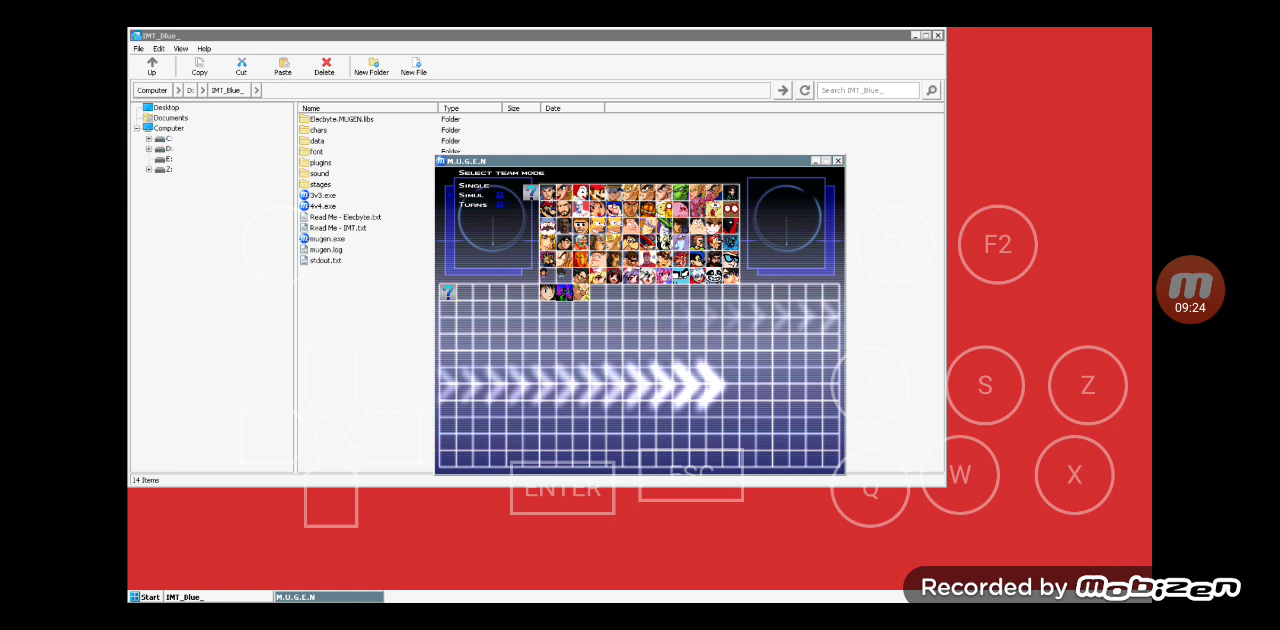 IMT_Blue_
File Edit View Help
Up Copy Cut Paste Delete New Folder New File
Computer D: IMT_Blue_ Search IMT_Blue_
Desktop
Documents
Computer
C:
D:
E:
Z:
Name Type Size Date
Elecbyte.MUGEN.libs Folder
chars Folder
data Folder
font Folder
plugins
sound
stages
3v3.exe
4v4.exe
Read Me - Elecbyte.txt
Read Me - IMT.txt
mugen.exe
mugen.log
stdout.txt
M.U.G.E.N
SELECT TEAM MODE
SINGLE
SIMUL
TURNS
?
?
F2
A S Z
Q W X
ENTER ESC
14 Items
m
09:24
Start IMT_Blue_ M.U.G.E.N
Recorded by mobizen